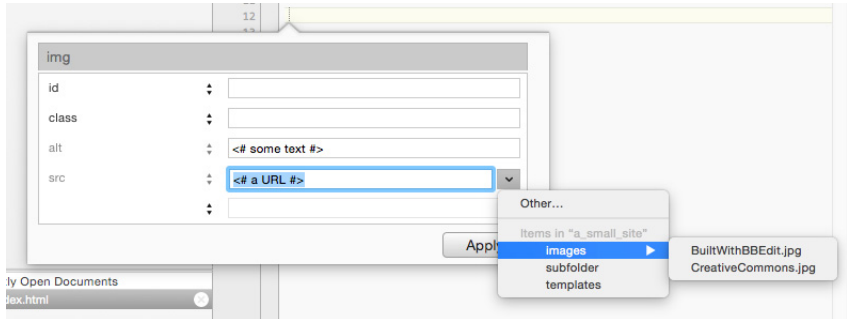 12
img
id
class
alt
<# some text #>
src
<# a URL #>
Other...
Items in "a_small_site"
images
BuiltWithBBEdit.jpg
subfolder
CreativeCommons.jpg
templates
Apply
tly Open Documents
dex.html